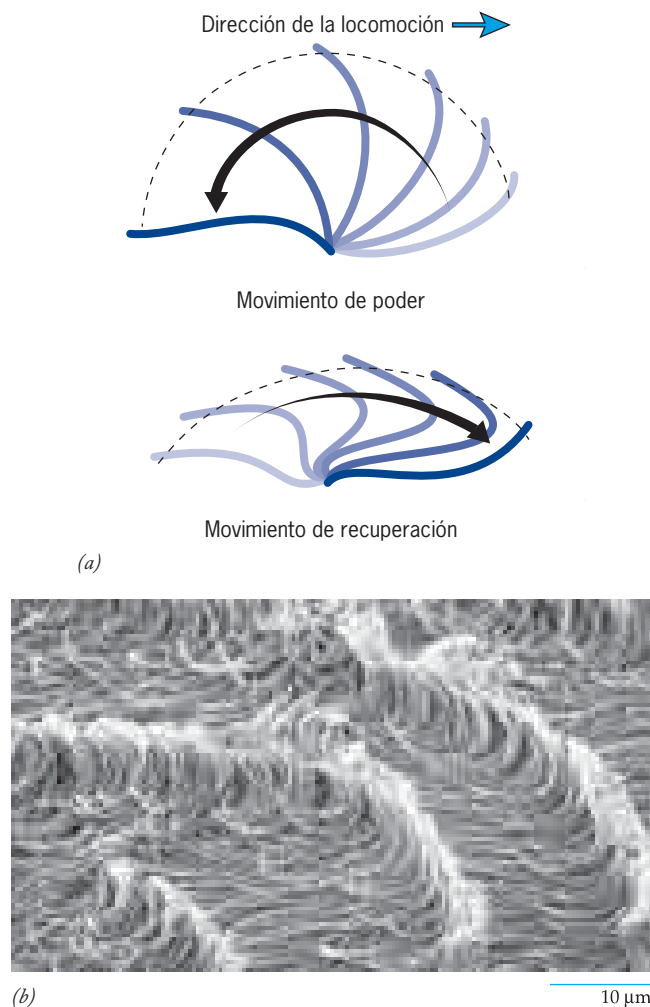 Dirección de la locomoción
Movimiento de poder
Movimiento de recuperación
(a)
(b)
10 µm